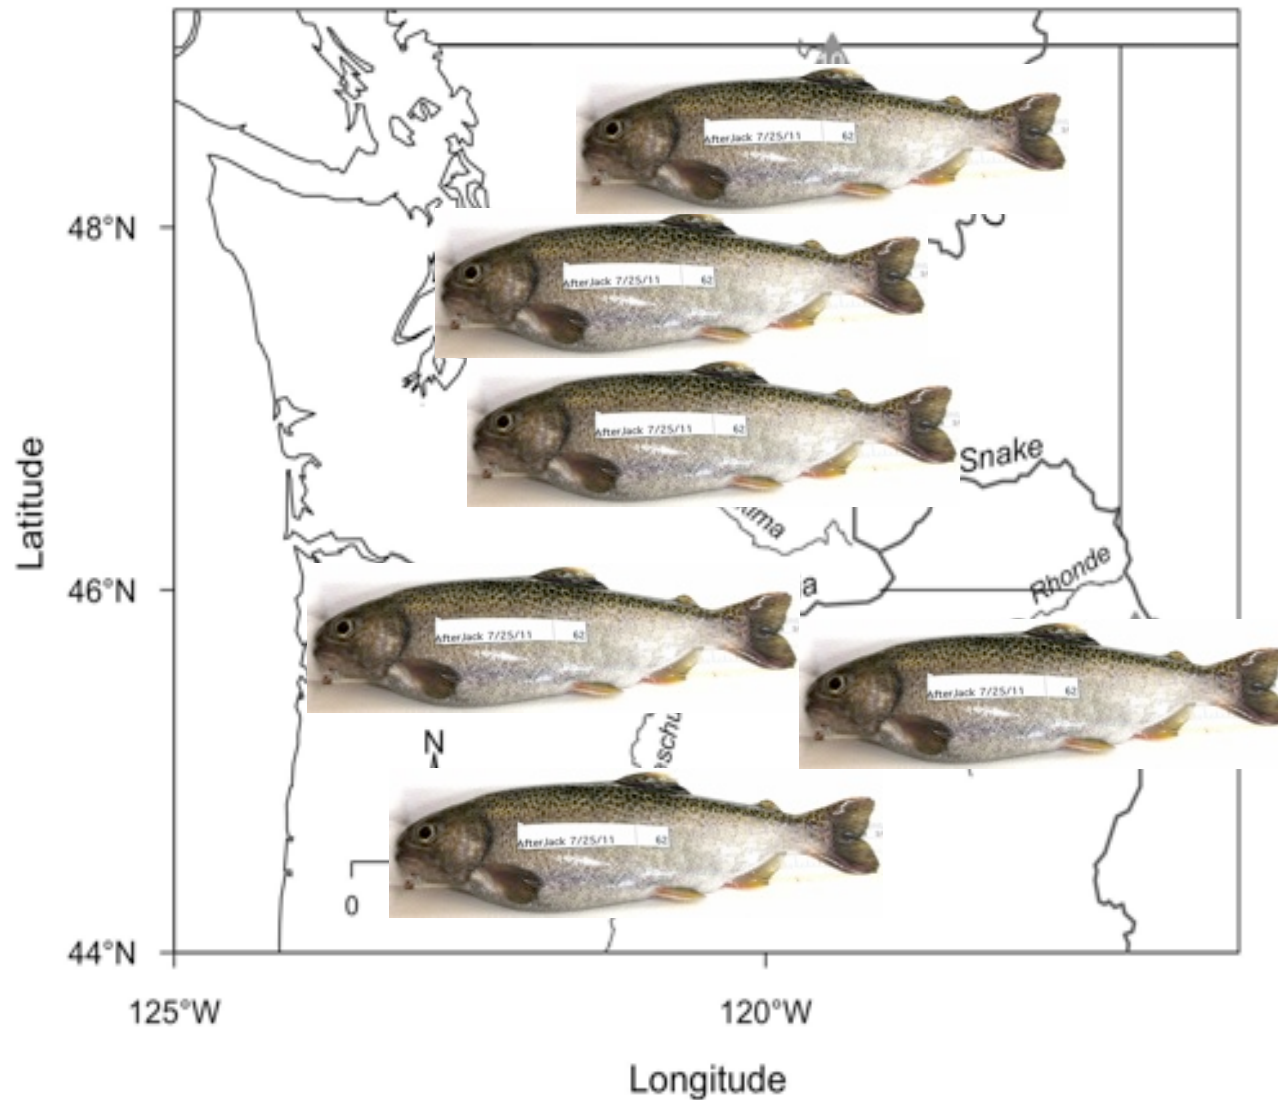 AfterJack 7/25/11 62
48°N
AfterJack 7/25/11 62
AfterJack 7/25/11 62
Snake
Latitude
46°N
Rhonde
AfterJack 7/25/11 62
AfterJack 7/25/11 62
N
AfterJack 7/25/11 62
0
44°N
125°W 120°W
Longitude